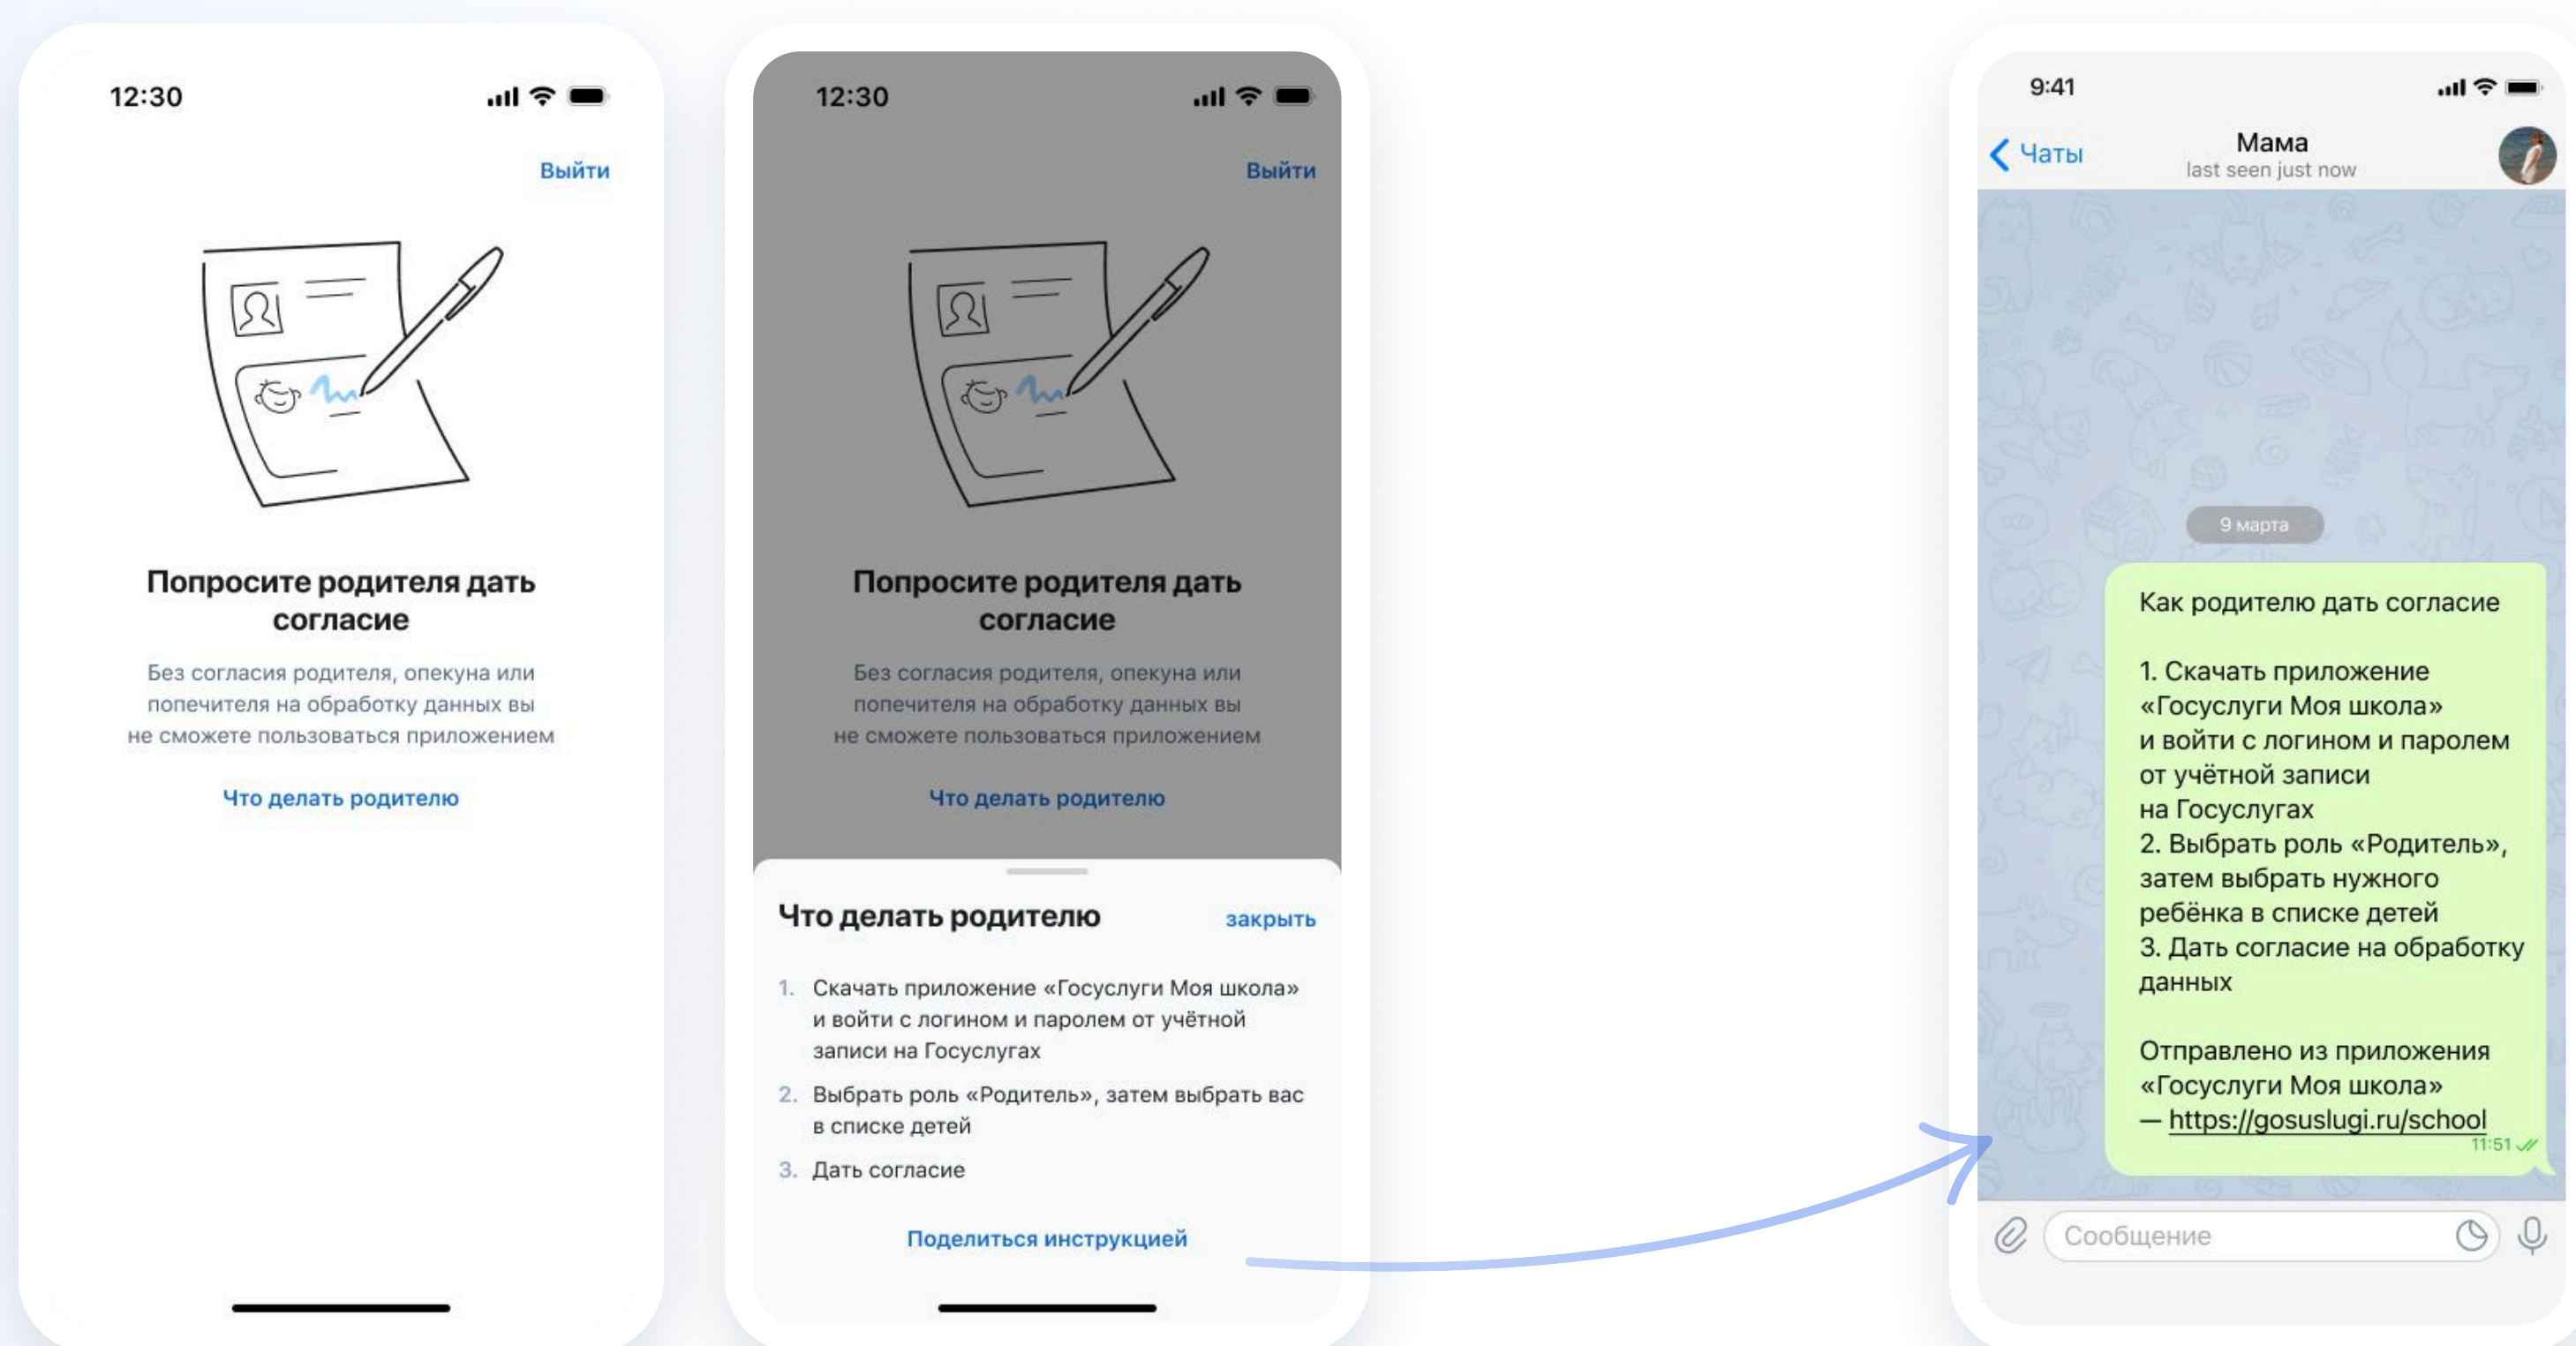 12:30
Выйти
Попросите родителя дать
согласие
Без согласия родителя, опекуна или
попечителя на обработку данных вы
не сможете пользоваться приложением
Что делать родителю
12:30
Выйти
Попросите родителя дать
согласие
Без согласия родителя, опекуна или
попечителя на обработку данных вы
не сможете пользоваться приложением
Что делать родителю
Что делать родителю
закрыть
1. Скачать приложение «Госуслуги Моя школа»
и войти с логином и паролем от учётной
записи на Госуслугах
2. Выбрать роль «Родитель», затем выбрать вас
в списке детей
3. Дать согласие
Поделиться инструкцией
9:41
Чаты
Мама
last seen just now
9 марта
Как родителю дать согласие
1. Скачать приложение
«Госуслуги Моя школа»
и войти с логином и паролем
от учётной записи
на Госуслугах
2. Выбрать роль «Родитель»,
затем выбрать нужного
ребёнка в списке детей
3. Дать согласие на обработку
данных
Отправлено из приложения
«Госуслуги Моя школа»
— https://gosuslugi.ru/school
11:51
Сообщение